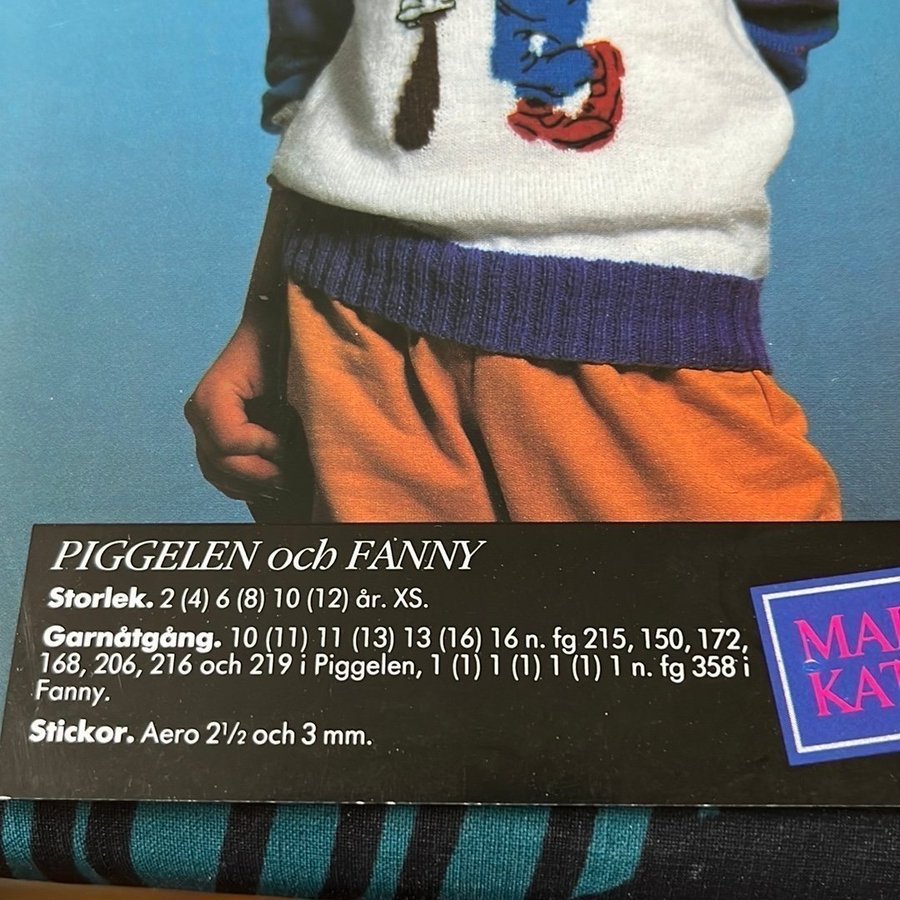 PIGGELEN och FANNY
Storlek. 2 (4) 6 (8) 10 (12) år. XS.
Garnåtgång. 10 (11) 11 (13) 13 (16) 16 n. fg 215, 150, 172,
168, 206, 216 och 219 i Piggelen, 1 (1) 1 (1) 1 (1) 1 n. fg 358 i
Fanny.
Stickor. Aero 2½ och 3 mm.